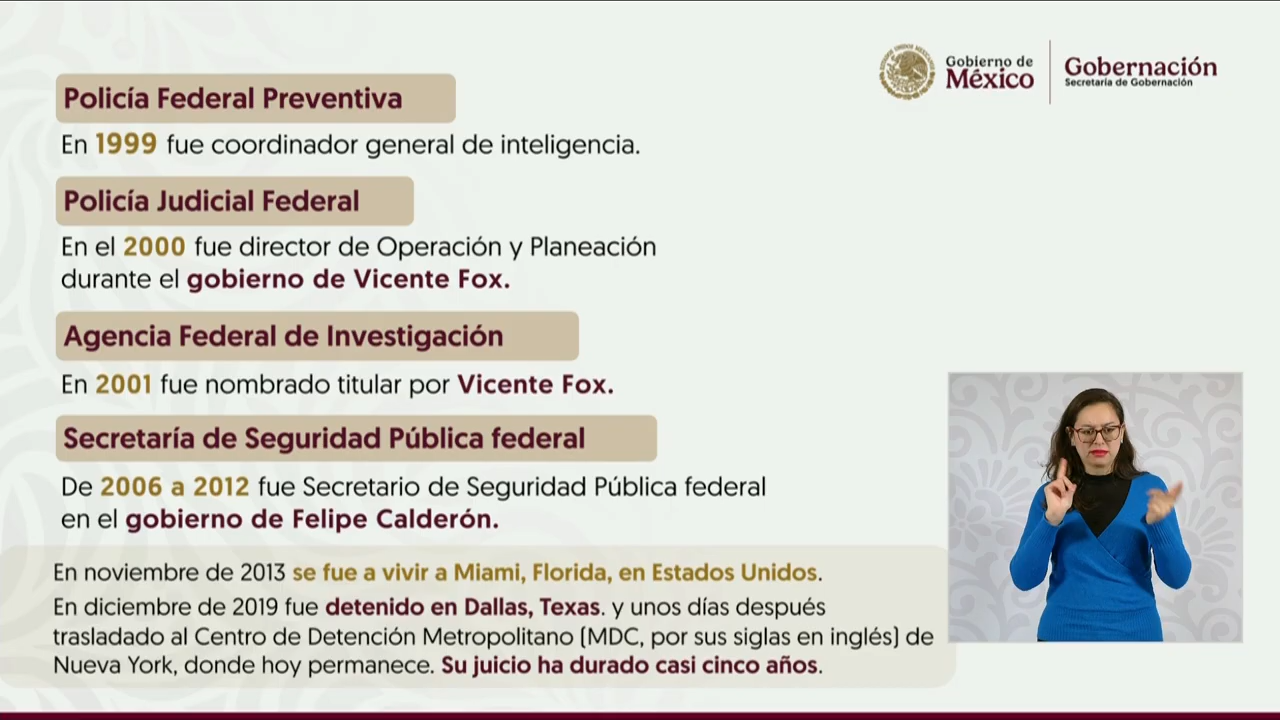 Gobierno de
México
Gobernación
Secretaría de Gobernación
Policía Federal Preventiva
En 1999 fue coordinador general de inteligencia.
Policía Judicial Federal
En el 2000 fue director de Operación y Planeación
durante el gobierno de Vicente Fox.
Agencia Federal de Investigación
En 2001 fue nombrado titular por Vicente Fox.
Secretaría de Seguridad Pública federal
De 2006 a 2012 fue Secretario de Seguridad Pública federal
en el gobierno de Felipe Calderón.
En noviembre de 2013 se fue a vivir a Miami, Florida, en Estados Unidos.
En diciembre de 2019 fue detenido en Dallas, Texas. y unos días después
trasladado al Centro de Detención Metropolitano (MDC, por sus siglas en inglés) de
Nueva York, donde hoy permanece. Su juicio ha durado casi cinco años.